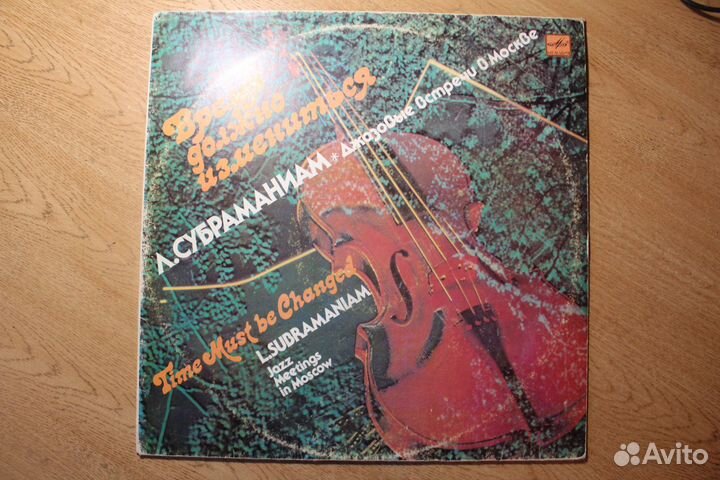 Время
должно
измениться
Л.СУБРАМАНИАМ * Джазовые встречи в Москве
Time Must be Changed
L.SUBRAMANIAM
Jazz
Meetings
in Moscow
Avito